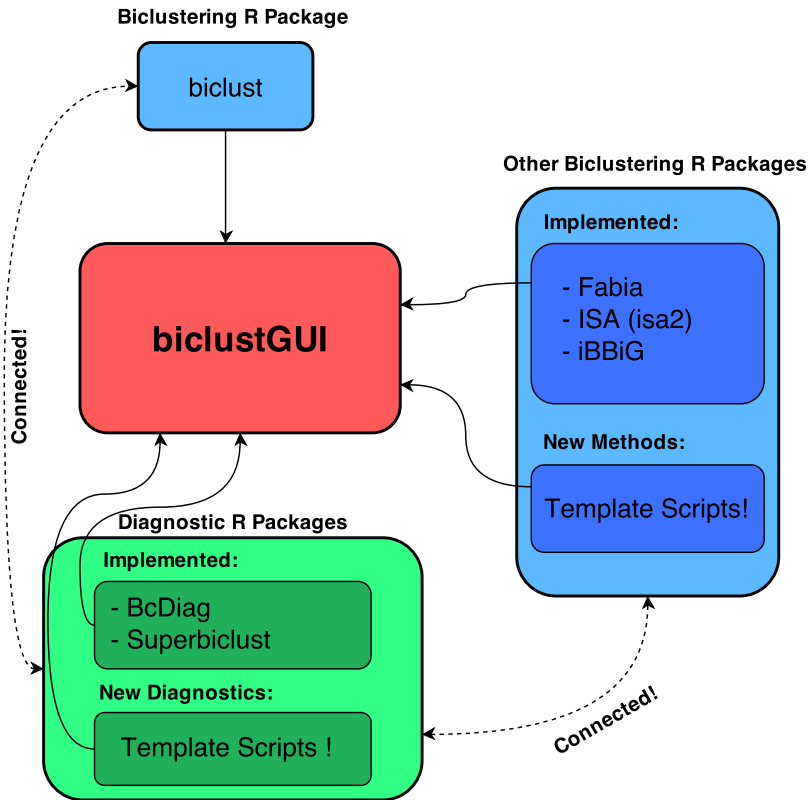 Biclustering R Package
biclust
Other Biclustering R Packages
Implemented:
- Fabia
- ISA (isa2)
- iBBiG
biclustGUI
Connected!
New Methods:
Template Scripts!
Diagnostic R Packages
Implemented:
- BcDiag
- Superbiclust
New Diagnostics:
Template Scripts !
Connected!